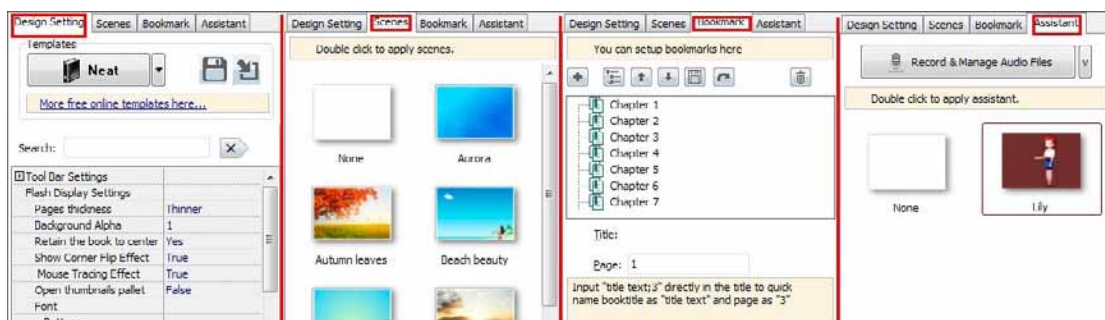 Design Setting Scenes Bookmark Assistant
Templates
Neat
More free online templates here...
Search:
Tool Bar Settings
Flash Display Settings
Pages thickness Thinner
Background Alpha 1
Retain the book to center Yes
Show Corner Flip Effect True
Mouse Tracing Effect True
Open thumbnails pallet False
Font
Design Setting Scenes Bookmark Assistant
Double click to apply scenes.
None Aurora
Autumn leaves Beach beauty
Design Setting Scenes Bookmark Assistant
You can setup bookmarks here
Chapter 1
Chapter 2
Chapter 3
Chapter 4
Chapter 5
Chapter 6
Chapter 7
Title:
Page: 1
Input "title text;3" directly in the title to quick
name booktitle as "title text" and page as "3"
Design Setting Scenes Bookmark Assistant
Record & Manage Audio Files v
Double click to apply assistant.
None Lily